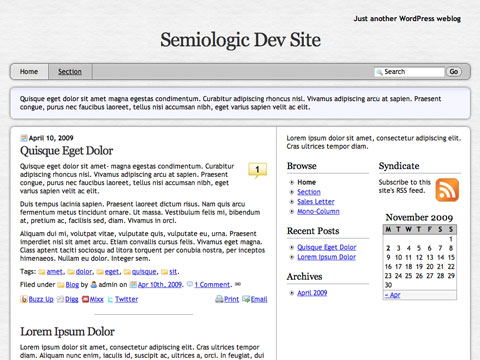 Just another WordPress weblog
Semiologic Dev Site
Home
Section
Search
Go
Quisque eget dolor sit amet magna egestas condimentum. Curabitur adipiscing rhoncus nisl. Vivamus adipiscing arcu at sapien. Praesent
congue, purus nec faucibus laoreet, tellus nisi accumsan nibh, eget varius sapien velit ac elit.
April 10, 2009
Quisque Eget Dolor
1
Quisque eget dolor sit amet- magna egestas condimentum. Curabitur
adipiscing rhoncus nisl. Vivamus adipiscing arcu at sapien. Praesent
congue, purus nec faucibus laoreet, tellus nisi accumsan nibh, eget
varius sapien velit ac elit.
Duis tempus lacinia sapien. Praesent laoreet dictum risus. Nam quis arcu
fermentum metus tincidunt ornare. Ut massa. Vestibulum felis mi, bibendum
at, pretium ac, facilisis sed, diam. Vivamus in orci.
Aliquam dui mi, volutpat vitae, vulputate quis, vulputate eu, urna. Praesent
imperdiet nisi sit amet arcu. Etiam convallis cursus felis. Vivamus magna.
Class aptent taciti sociosqu ad litora torquent per conubia nostra, per inceptos
himenaeos. Nullam eu dolor. Integer sem.
Tags: amet, dolor, eget, quisque, sit.
Filed under Blog by admin on Apr 10th, 2009. 1 Comment.
Buzz Up Digg Mixx Twitter Print Email
Lorem Ipsum Dolor
Lorem ipsum dolor sit amet, consectetur adipiscing elit. Cras tortor
diam. Aliquam nunc enim, iaculis id, suscipit ac, ultrices a, orci. In feugiat, dui
Lorem ipsum dolor sit amet, consectetur adipiscing elit.
Cras a risus tempus.
Browse
Home
Section
Sales Letter
Mono-Column
Recent Posts
Quisque Eget Dolor
Lorem Ipsum Dolor
Archives
April 2009
Syndicate
Subscribe to this
site's RSS feed.
November 2009
M T W T F S S
1
2 3 4 5 6 7 8
9 10 11 12 13 14 15
16 17 18 19 20 21 22
23 24 25 26 27 28 29
30
« Apr